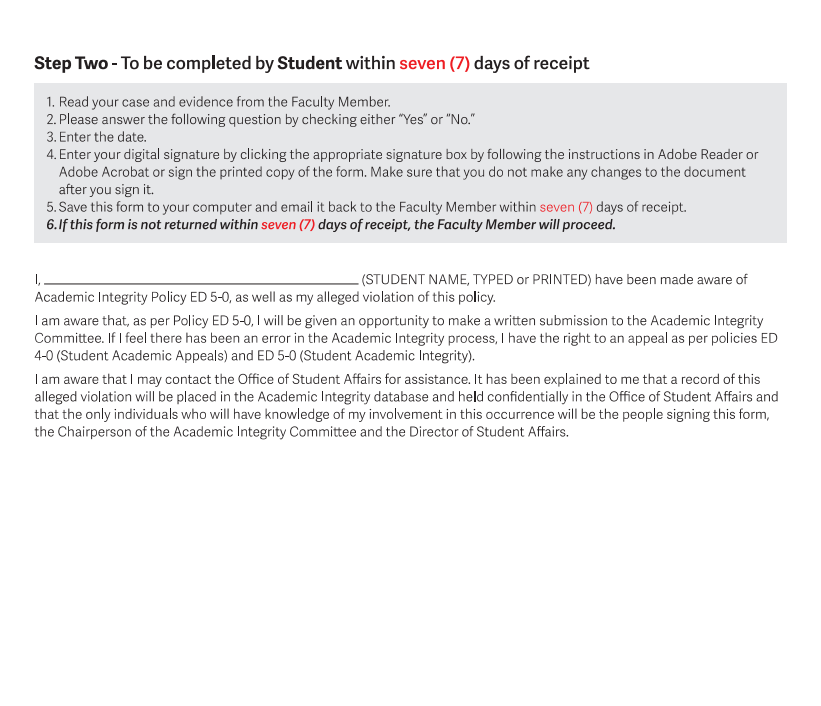 Step Two - To be completed by Student within seven (7) days of receipt
1. Read your case and evidence from the Faculty Member.
2. Please answer the following question by checking either “Yes” or “No.”
3. Enter the date.
4. Enter your digital signature by clicking the appropriate signature box by following the instructions in Adobe Reader or
Adobe Acrobat or sign the printed copy of the form. Make sure that you do not make any changes to the document
after you sign it.
5. Save this form to your computer and email it back to the Faculty Member within seven (7) days of receipt.
6. If this form is not returned within seven (7) days of receipt, the Faculty Member will proceed.
I, ______________________________ (STUDENT NAME, TYPED or PRINTED) have been made aware of
Academic Integrity Policy ED 5-0, as well as my alleged violation of this policy.
I am aware that, as per Policy ED 5-0, I will be given an opportunity to make a written submission to the Academic Integrity
Committee. If I feel there has been an error in the Academic Integrity process, I have the right to an appeal as per policies ED
4-0 (Student Academic Appeals) and ED 5-0 (Student Academic Integrity).
I am aware that I may contact the Office of Student Affairs for assistance. It has been explained to me that a record of this
alleged violation will be placed in the Academic Integrity database and held confidentially in the Office of Student Affairs and
that the only individuals who will have knowledge of my involvement in this occurrence will be the people signing this form,
the Chairperson of the Academic Integrity Committee and the Director of Student Affairs.